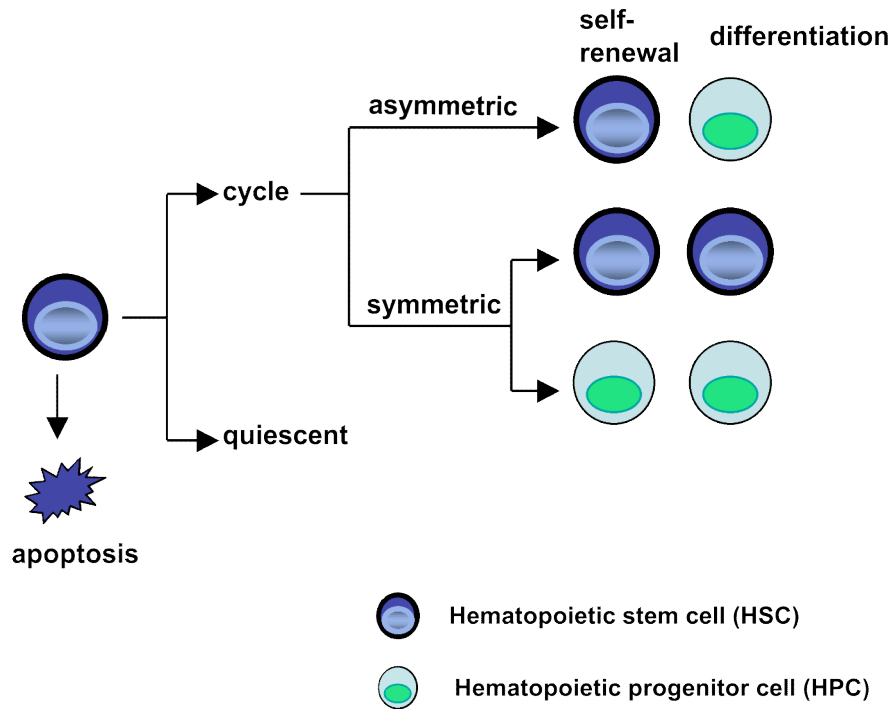 self-
renewal
differentiation
asymmetric
cycle
symmetric
quiescent
apoptosis
Hematopoietic stem cell (HSC)
Hematopoietic progenitor cell (HPC)